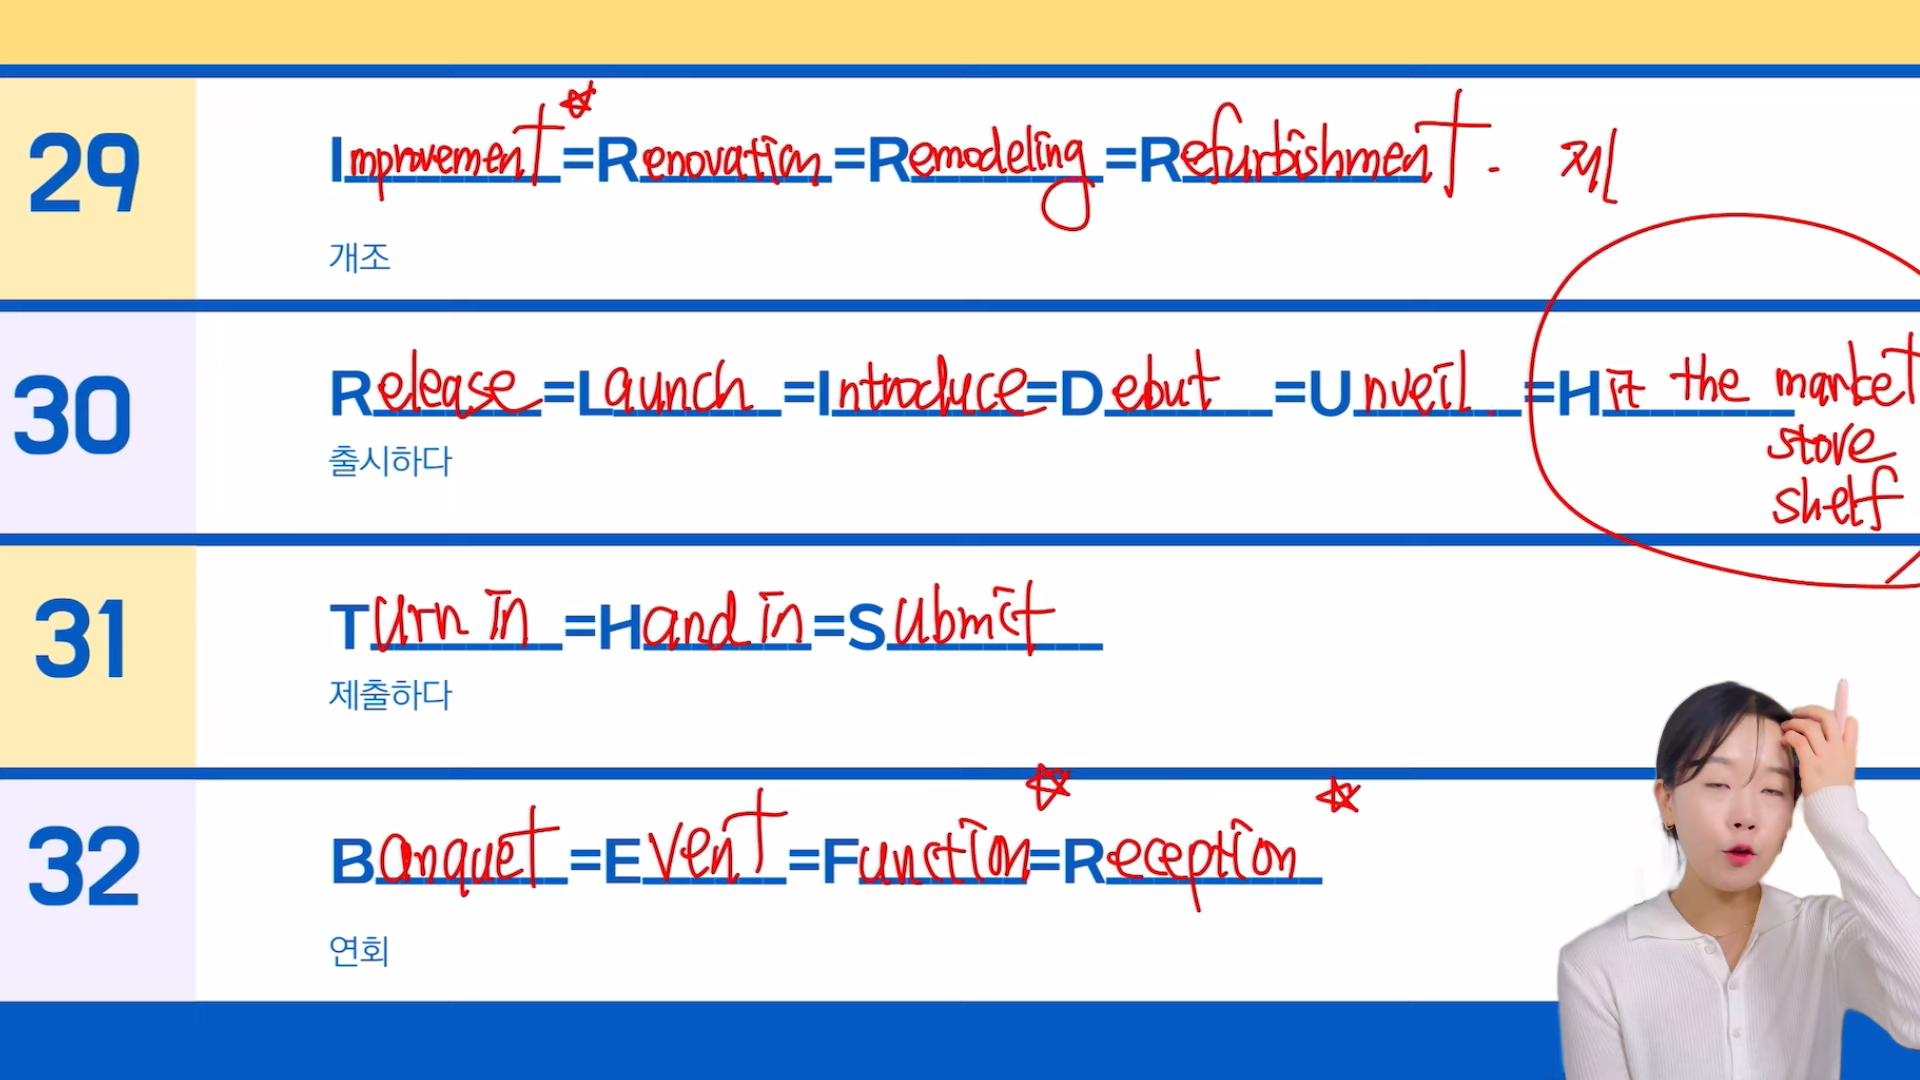 29
Improvement ☆ =Renovation =Remodeling =Refurbishment.
개조
30
Release =Launch =Introduce =Debut =Unveil. =Hit the market
store
shelf
출시하다
31
Turn in =Hand in =Submit
제출하다
32
Banquet =Event =Function ☆ =Reception ☆
연회